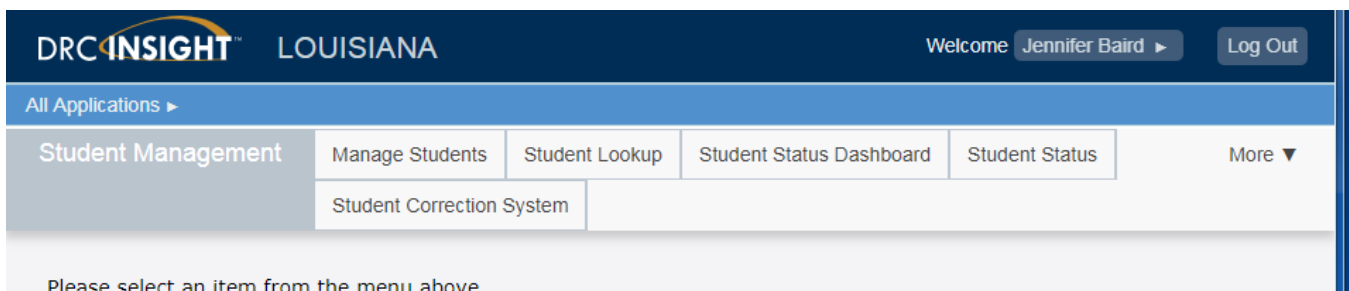 DRC INSIGHT™ LOUISIANA Welcome Jennifer Baird ► Log Out
All Applications ►
Student Management Manage Students Student Lookup Student Status Dashboard Student Status More ▼
Student Correction System
Please select an item from the menu above